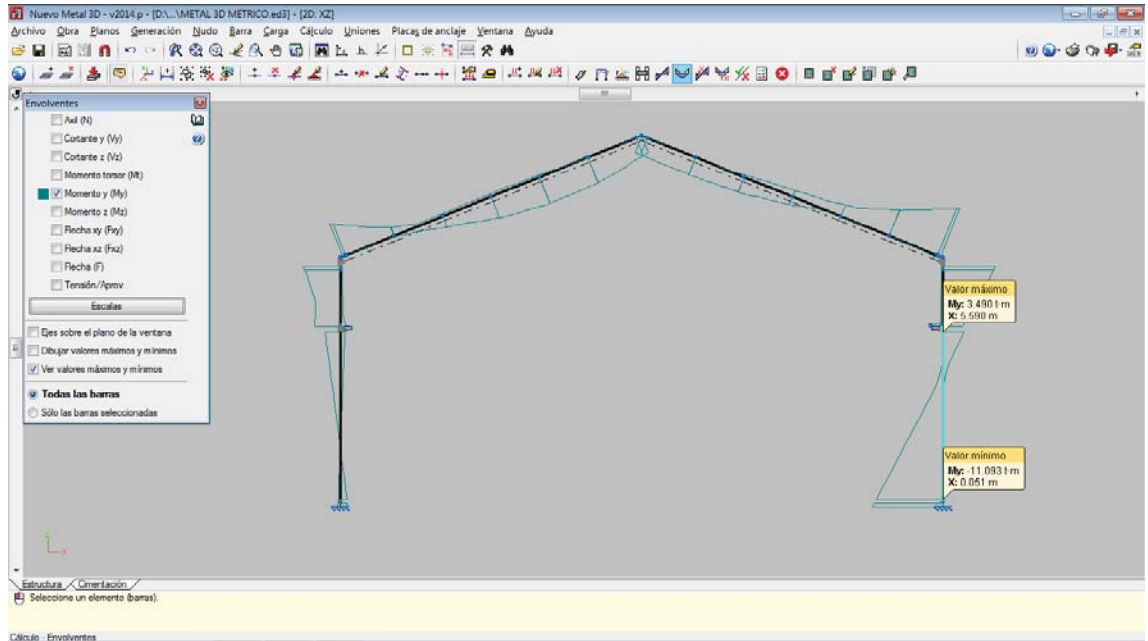 Nuevo Metal 3D - v2014.p - [D:\...\METAL 3D METRICO.ed3] - [2D: XZ]
Archivo Obra Planos Generación Nudo Barra Carga Cálculo Uniones Placas de anclaje Ventana Ayuda
Envolventes
Axil (N)
Cortante y (Vy)
Cortante z (Vz)
Momento torsor (Mt)
Momento y (My)
Momento z (Mz)
Flecha xy (Fxy)
Flecha xz (Fxz)
Flecha (F)
Tensión/Aprov.
Escalas
Ejes sobre el plano de la ventana
Dibujar valores máximos y mínimos
Ver valores máximos y mínimos
Todas las barras
Sólo las barras seleccionadas
Valor máximo
My: 3.490 t·m
X: 5.590 m
Valor mínimo
My: -11.093 t·m
X: 0.051 m
z
x
Estructura Cimentación
Seleccione un elemento (barras).
Cálculo - Envolventes